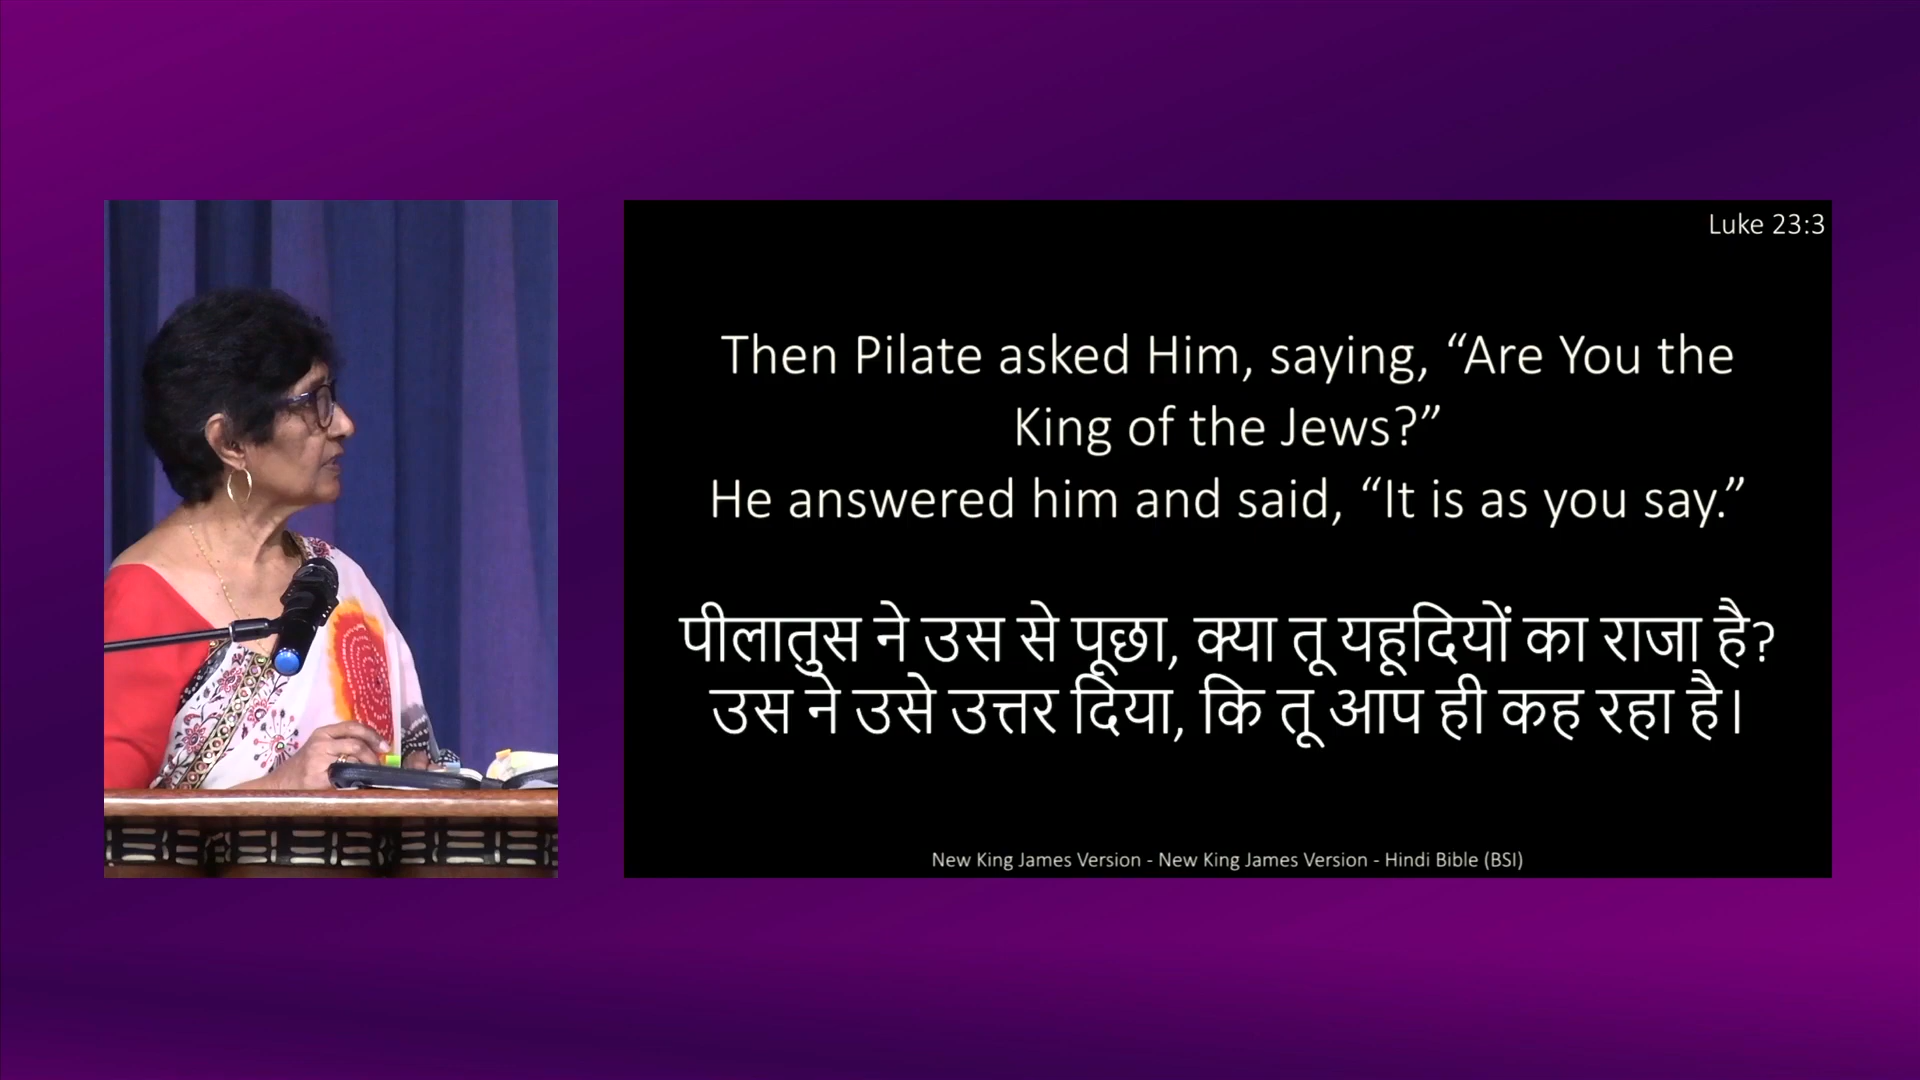 Luke 23:3
Then Pilate asked Him, saying, “Are You the
King of the Jews?”
He answered him and said, “It is as you say.”
पीलातुस ने उस से पूछा, क्या तू यहूदियों का राजा है?
उस ने उसे उत्तर दिया, कि तू आप ही कह रहा है।
New King James Version - New King James Version - Hindi Bible (BSI)